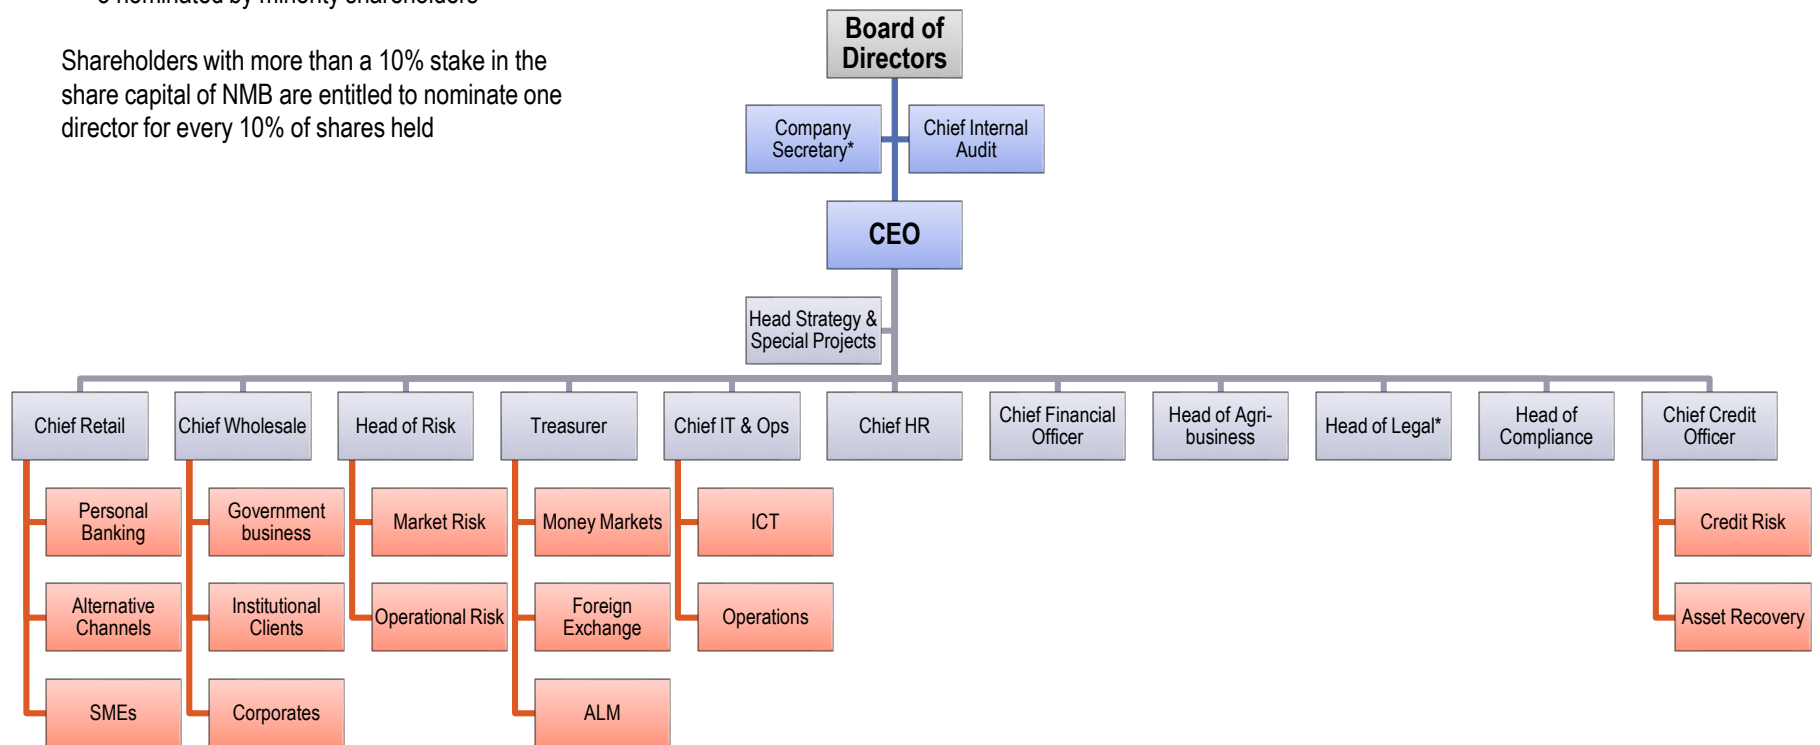 nominated by minority shareholders
Shareholders with more than a 10% stake in the
share capital of NMB are entitled to nominate one
director for every 10% of shares held
Board of
Directors
Company
Secretary*
Chief Internal
Audit
CEO
Head Strategy &
Special Projects
Chief Retail
Chief Wholesale
Head of Risk
Treasurer
Chief IT & Ops
Chief HR
Chief Financial
Officer
Head of Agri-
business
Head of Legal*
Head of
Compliance
Chief Credit
Officer
Personal
Banking
Government
business
Market Risk
Money Markets
ICT
Credit Risk
Alternative
Channels
Institutional
Clients
Operational Risk
Foreign
Exchange
Operations
Asset Recovery
SMEs
Corporates
ALM